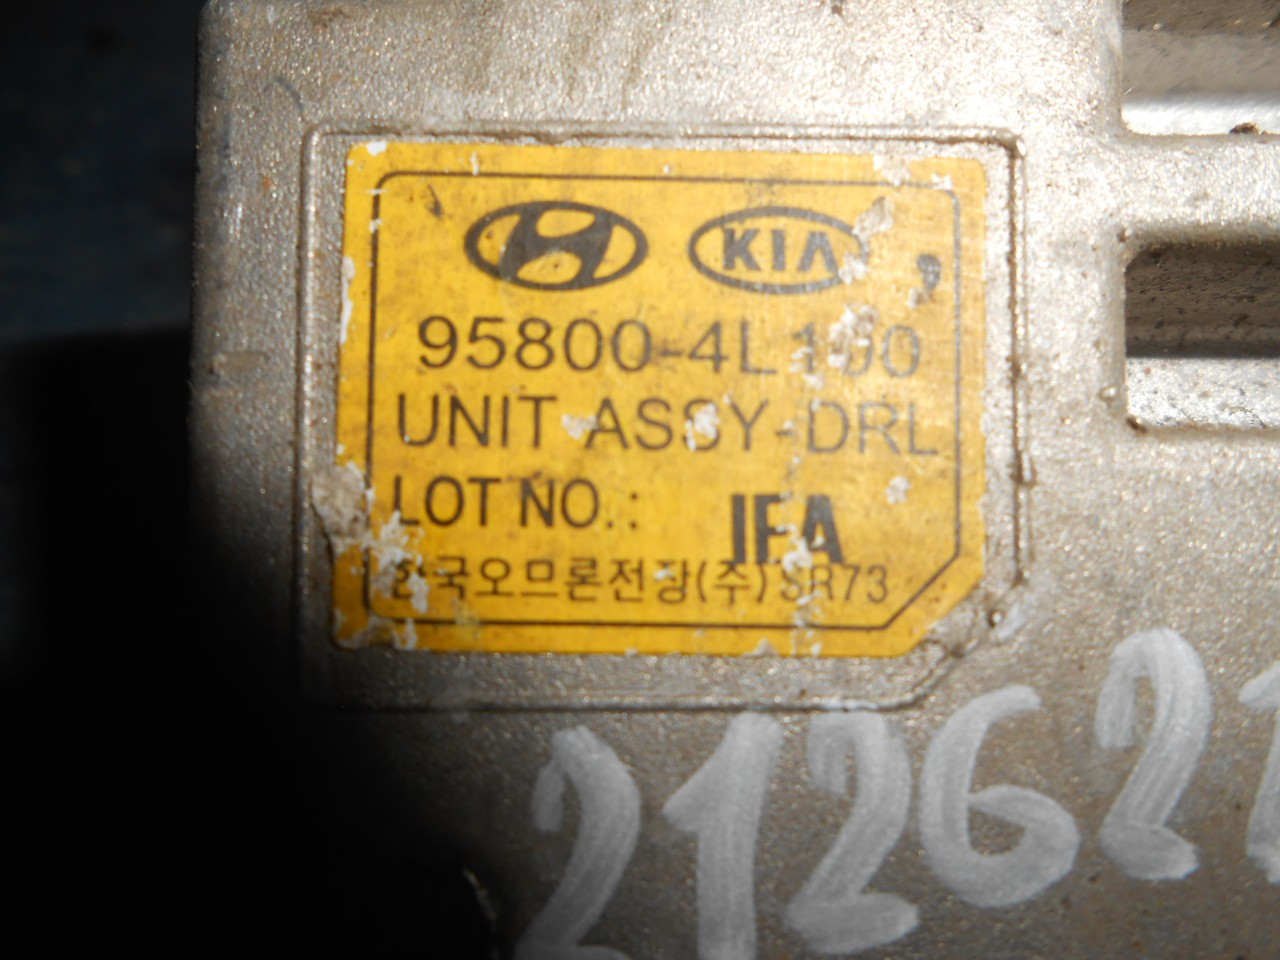 KIA
95800-4L100
UNIT ASSY-DRL
LOT NO.: IFA
한국오므론전장(주) SR73
21262